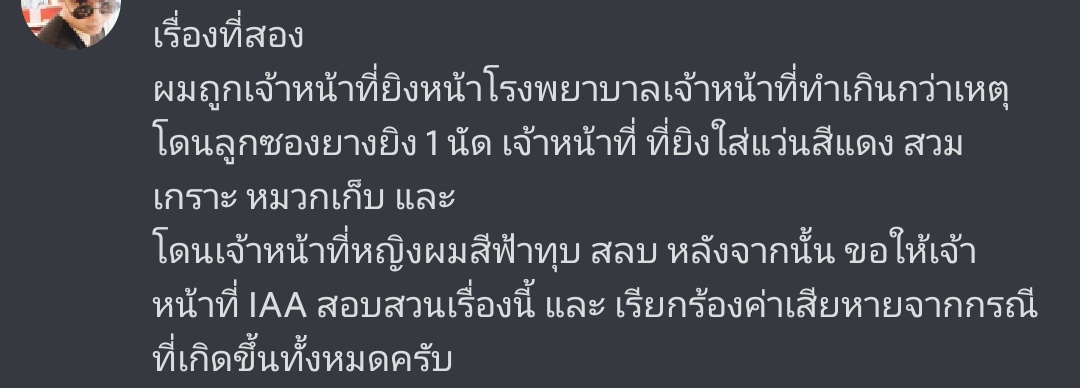 เรื่องที่สอง
ผมถูกเจ้าหน้าที่ยิงหน้าโรงพยาบาลเจ้าหน้าที่ทำเกินกว่าเหตุ
โดนลูกซองยางยิง 1 นัด เจ้าหน้าที่ ที่ยิงใส่แว่นสีแดง สวม
เกราะ หมวกเก็บ และ
โดนเจ้าหน้าที่หญิงผมสีฟ้าทุบ สลบ หลังจากนั้น ขอให้เจ้า
หน้าที่ IAA สอบสวนเรื่องนี้ และ เรียกร้องค่าเสียหายจากกรณี
ที่เกิดขึ้นทั้งหมดครับ